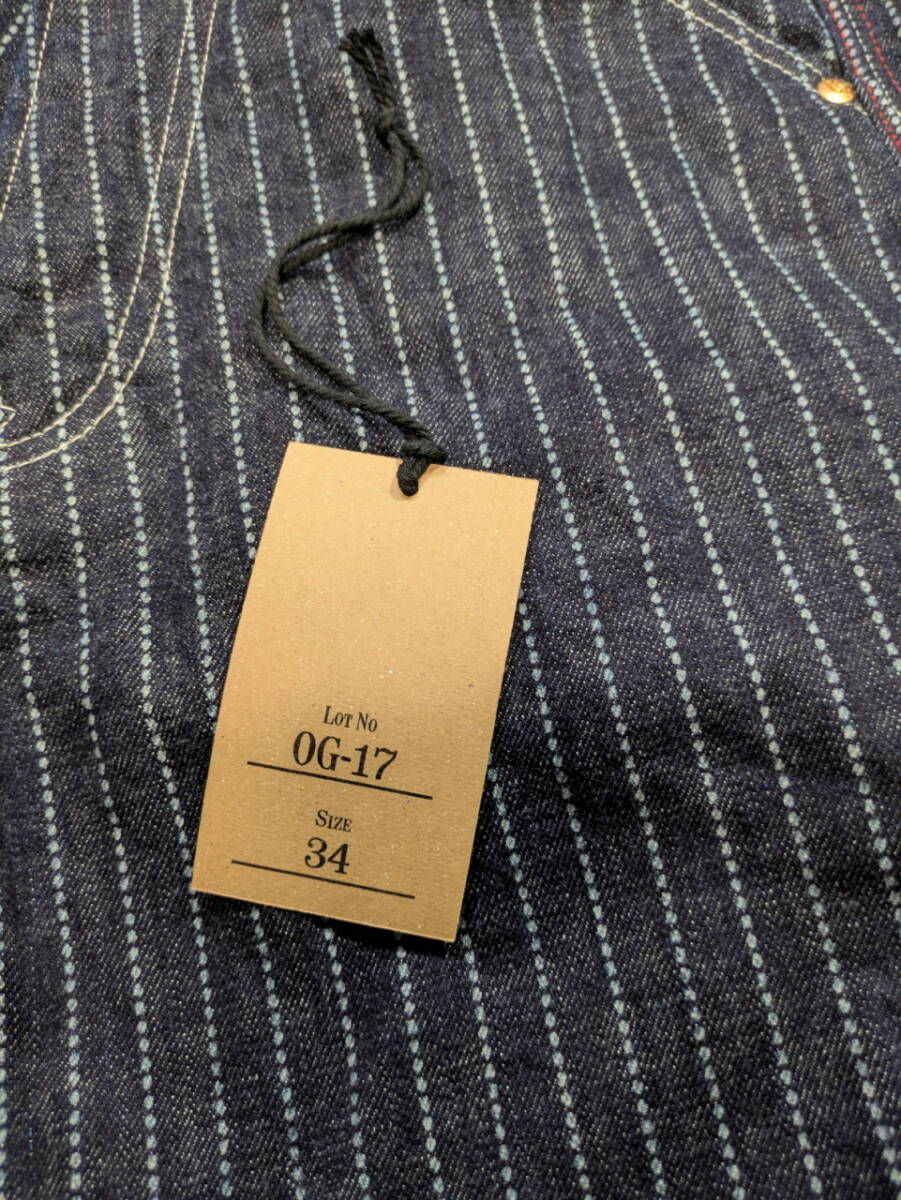 Lot No
OG-17
Size
34